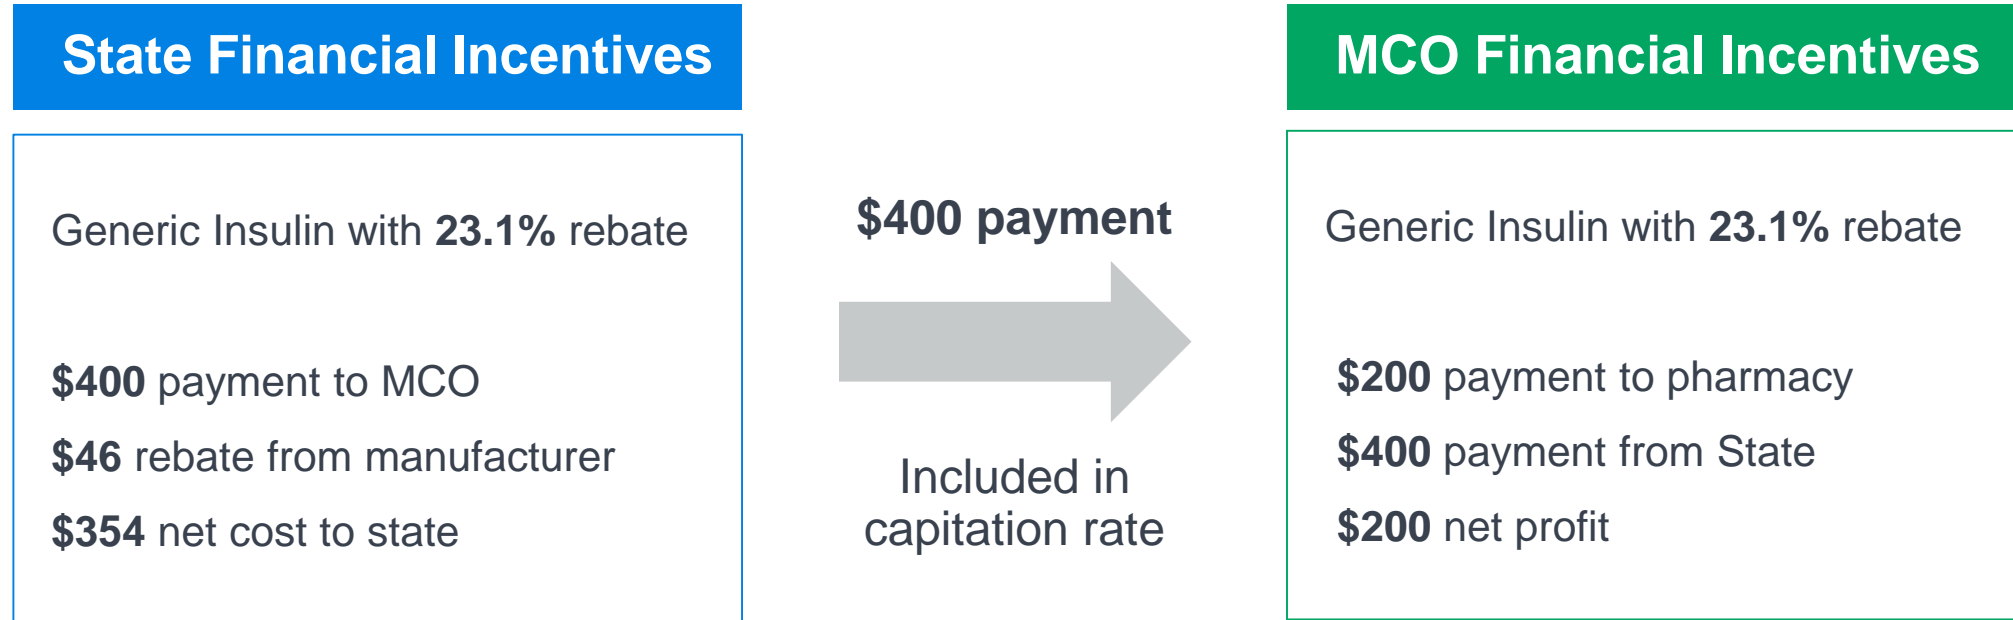 State Financial Incentives
Generic Insulin with 23.1% rebate
$400 payment to MCO
$46 rebate from manufacturer
$354 net cost to state
$400 payment
Included in
capitation rate
MCO Financial Incentives
Generic Insulin with 23.1% rebate
$200 payment to pharmacy
$400 payment from State
$200 net profit